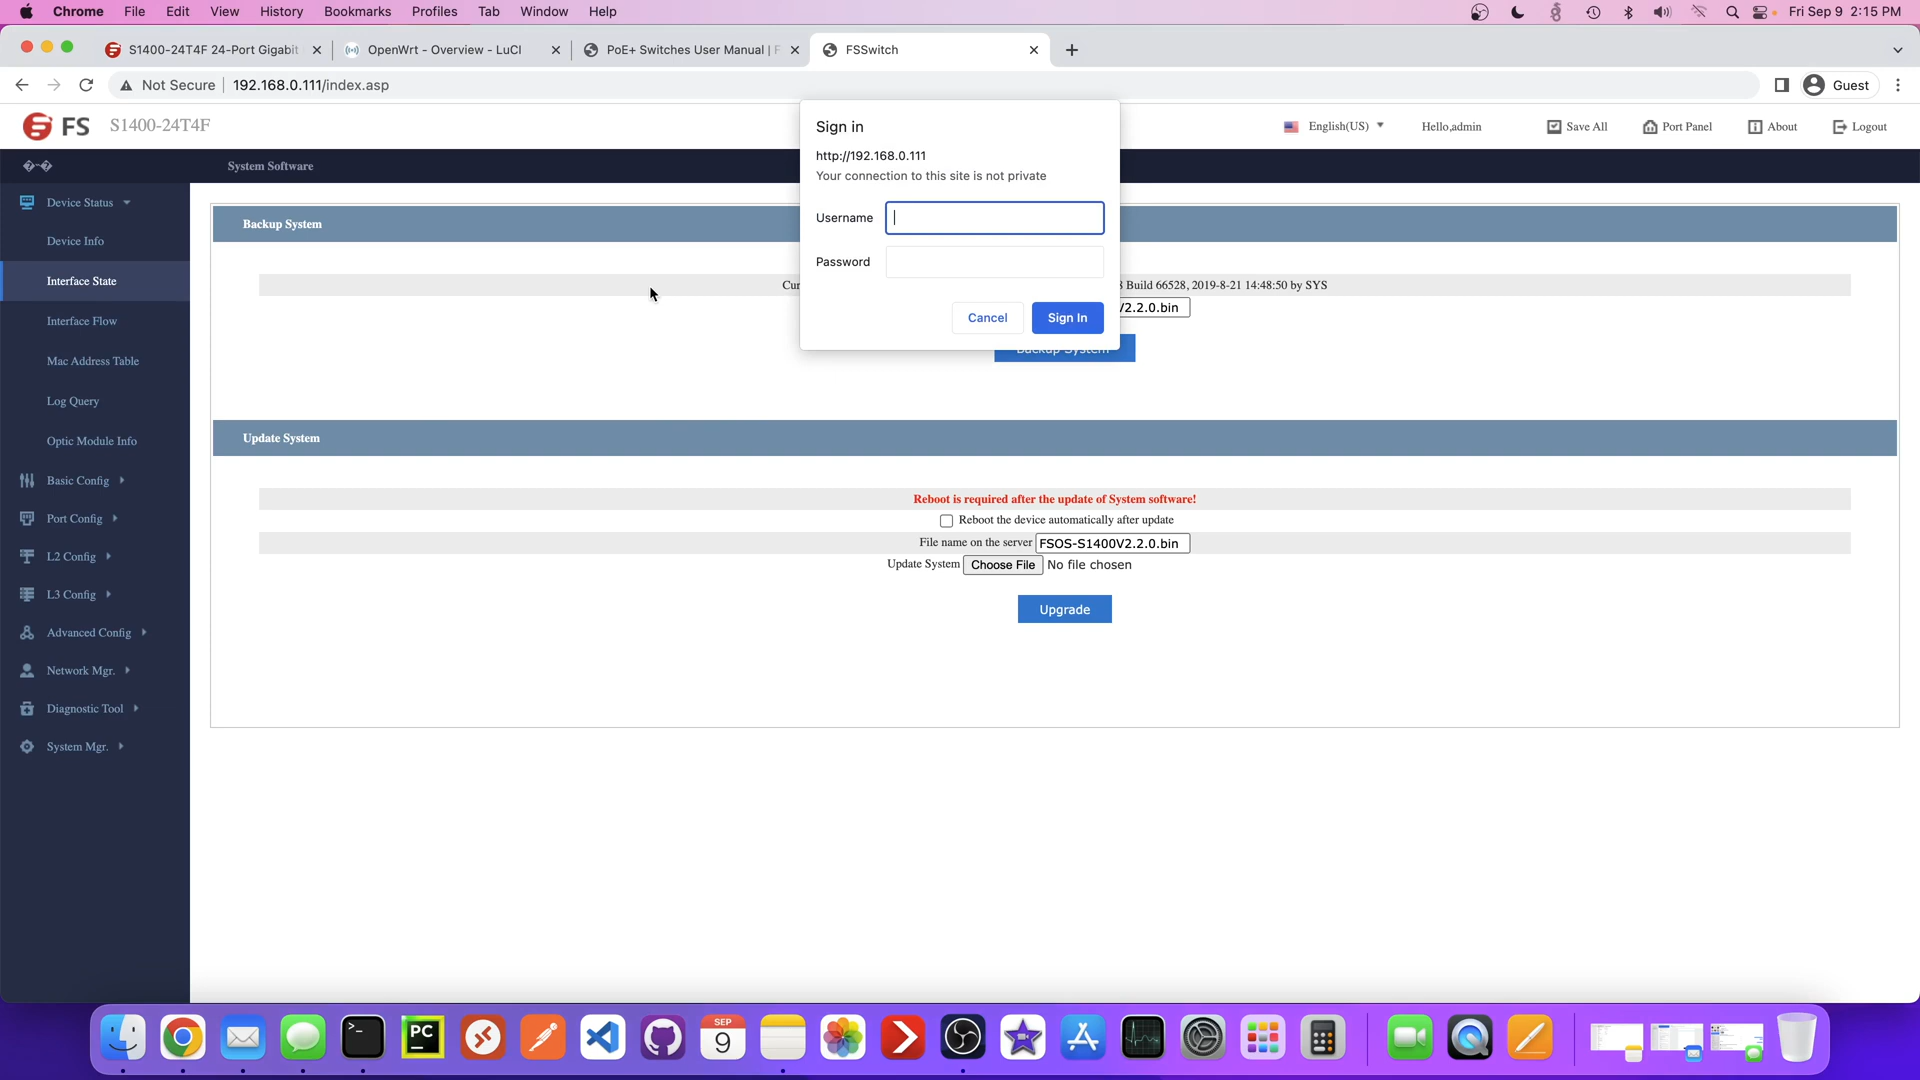 Chrome File Edit View History Bookmarks Profiles Tab Window Help Fri Sep 9 2:15 PM
S1400-24T4F 24-Port Gigabit OpenWrt - Overview - LuCI PoE+ Switches User Manual | F FSSwitch
Not Secure 192.168.0.111/index.asp Guest
FS S1400-24T4F English(US) Hello,admin Save All Port Panel About Logout
System Software
Sign in
http://192.168.0.111
Your connection to this site is not private
Username
Password
Cancel Sign In
Device Status
Device Info
Interface State
Interface Flow
Mac Address Table
Log Query
Optic Module Info
Basic Config
Port Config
L2 Config
L3 Config
Advanced Config
Network Mgr.
Diagnostic Tool
System Mgr.
Backup System
Cur
Build 66528, 2019-8-21 14:48:50 by SYS
V2.2.0.bin
Backup System
Update System
Reboot is required after the update of System software!
Reboot the device automatically after update
File name on the server FSOS-S1400V2.2.0.bin
Update System Choose File No file chosen
Upgrade
PC
SEP
9